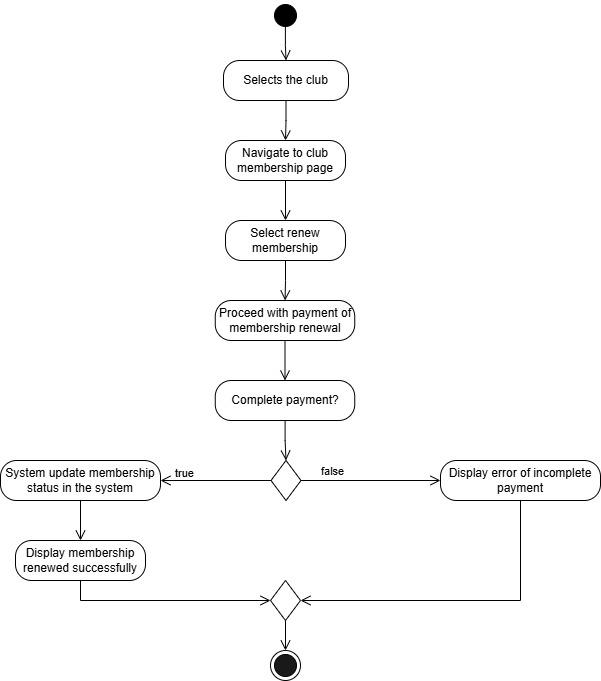 Selects the club
Navigate to club
membership page
Select renew
membership
Proceed with payment of
membership renewal
Complete payment?
System update membership
status in the system
true
false
Display error of incomplete
payment
Display membership
renewed successfully